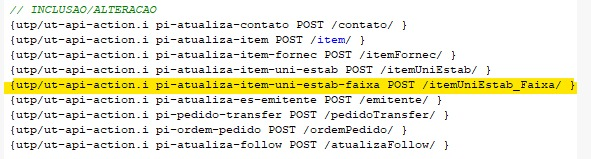 // INCLUSAO/ALTERACAO
{utp/ut-api-action.i pi-atualiza-contato POST /contato/ }
{utp/ut-api-action.i pi-atualiza-item POST /item/ }
{utp/ut-api-action.i pi-atualiza-item-fornec POST /itemFornec/ }
{utp/ut-api-action.i pi-atualiza-item-uni-estab POST /itemUniEstab/ }
{utp/ut-api-action.i pi-atualiza-item-uni-estab-faixa POST /itemUniEstab_Faixa/ }
{utp/ut-api-action.i pi-atualiza-es-emitente POST /emitente/ }
{utp/ut-api-action.i pi-pedido-transfer POST /pedidoTransfer/ }
{utp/ut-api-action.i pi-ordem-pedido POST /ordemPedido/ }
{utp/ut-api-action.i pi-atualiza-follow POST /atualizaFollow/ }